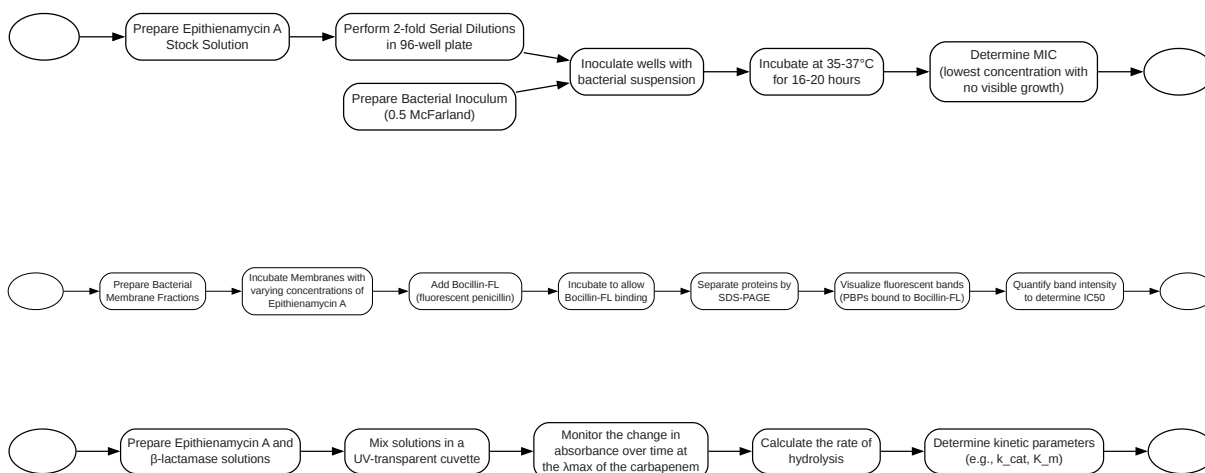 Prepare Epithienamycin A
Stock Solution
Perform 2-fold Serial Dilutions
in 96-well plate
Prepare Bacterial Inoculum
(0.5 McFarland)
Inoculate wells with
bacterial suspension
Incubate at 35-37°C
for 16-20 hours
Determine MIC
(lowest concentration with
no visible growth)
Prepare Bacterial
Membrane Fractions
Incubate Membranes with
varying concentrations of
Epithienamycin A
Add Bocillin-FL
(fluorescent penicillin)
Incubate to allow
Bocillin-FL binding
Separate proteins by
SDS-PAGE
Visualize fluorescent bands
(PBPs bound to Bocillin-FL)
Quantify band intensity
to determine IC50
Prepare Epithienamycin A and
β-lactamase solutions
Mix solutions in a
UV-transparent cuvette
Monitor the change in
absorbance over time at
the λmax of the carbapenem
Calculate the rate of
hydrolysis
Determine kinetic parameters
(e.g., k_cat, K_m)